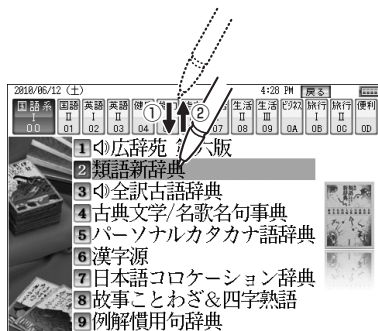 2010/06/12 (土) 4:28 PM 戻る
国語系 国語 英語 英語 生活 生活 ビジネス 旅行 旅行 便利
① ②
I II I II II III I II
00 01 02 03 04 07 08 09 0A 0B 0C 0D
1 広辞苑 六版
2 類語新辞典
3 全訳古語辞典
4 古典文学/名歌名句事典
5 パーソナルカタカナ語辞典
6 漢字源
7 日本語コロケーション辞典
8 故事ことわざ&四字熟語
9 例解慣用句辞典